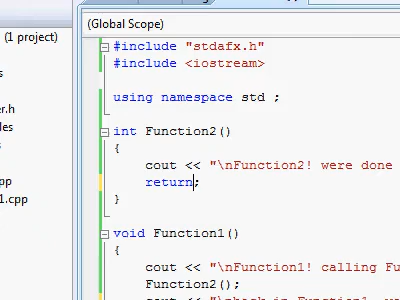 (Global Scope)
(1 project)
#include "stdafx.h"
#include <iostream>
using namespace std ;
int Function2()
{
cout << "\nFunction2! were done
return;
}
void Function1()
{
cout << "\nFunction1! calling Fu
Function2();
er.h
les
s
pp
1.cpp